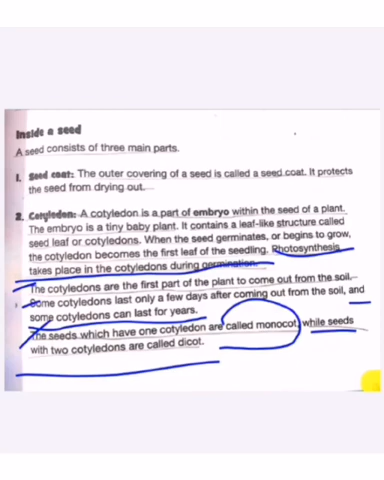 Inside a seed
A seed consists of three main parts.
1. Seed coat: The outer covering of a seed is called a seed coat. It protects
the seed from drying out.
2. Cotyledon: A cotyledon is a part of embryo within the seed of a plant.
The embryo is a tiny baby plant. It contains a leaf-like structure called
seed leaf or cotyledons. When the seed germinates, or begins to grow,
the cotyledon becomes the first leaf of the seedling. Photosynthesis
takes place in the cotyledons during germination.
The cotyledons are the first part of the plant to come out from the soil.
Some cotyledons last only a few days after coming out from the soil, and
some cotyledons can last for years.
The seeds which have one cotyledon are called monocot, while seeds
with two cotyledons are called dicot.